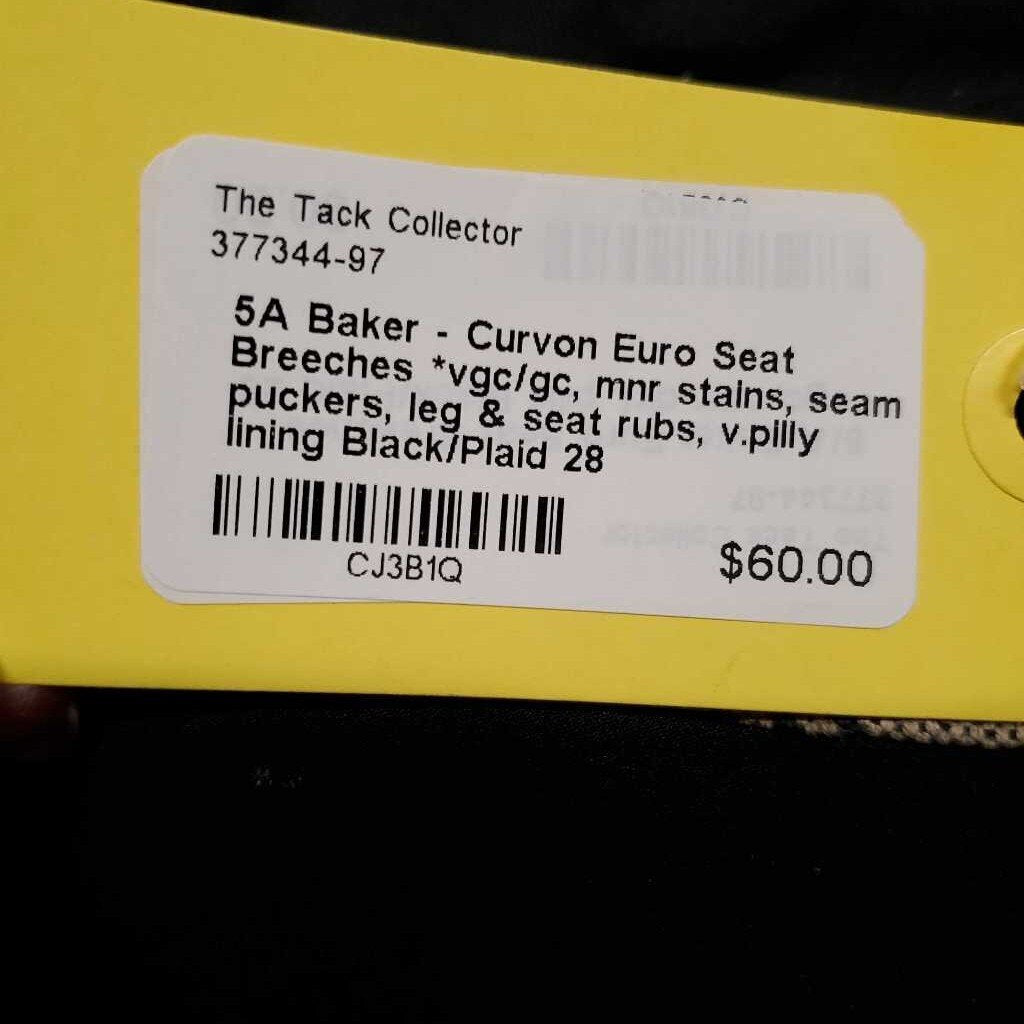 The Tack Collector
377344-97
5A Baker - Curvon Euro Seat
Breeches *vgc/gc, mnr stains, seam
puckers, leg & seat rubs, v.pilly
lining Black/Plaid 28
CJ3B1Q
$60.00